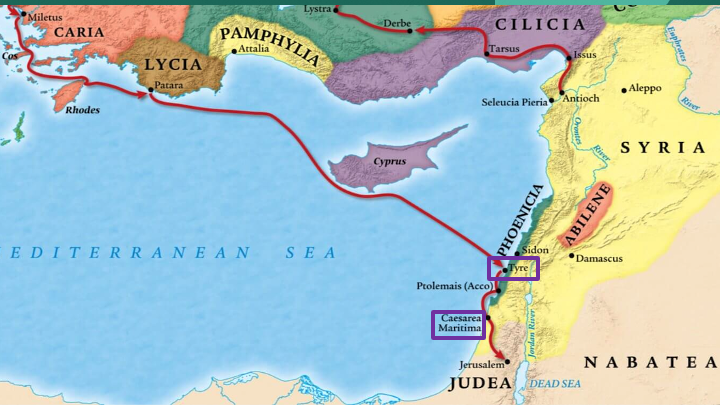 Miletus
Lystra
Derbe
CILICIA
CARIA
PAMPHYLIA
Attalia
Tarsus
Issus
Euphrates
River
Cos
LYCIA
Patara
Rhodes
Seleucia Pieria
Antioch
Aleppo
Orontes
River
SYRIA
Cyprus
PHOENICIA
ABILENE
EDITERRANEAN SEA
Sidon
Tyre
Damascus
Ptolemais (Acco)
Caesarea
Maritima
Jordan River
Jerusalem
NABATEA
JUDEA
DEAD SEA